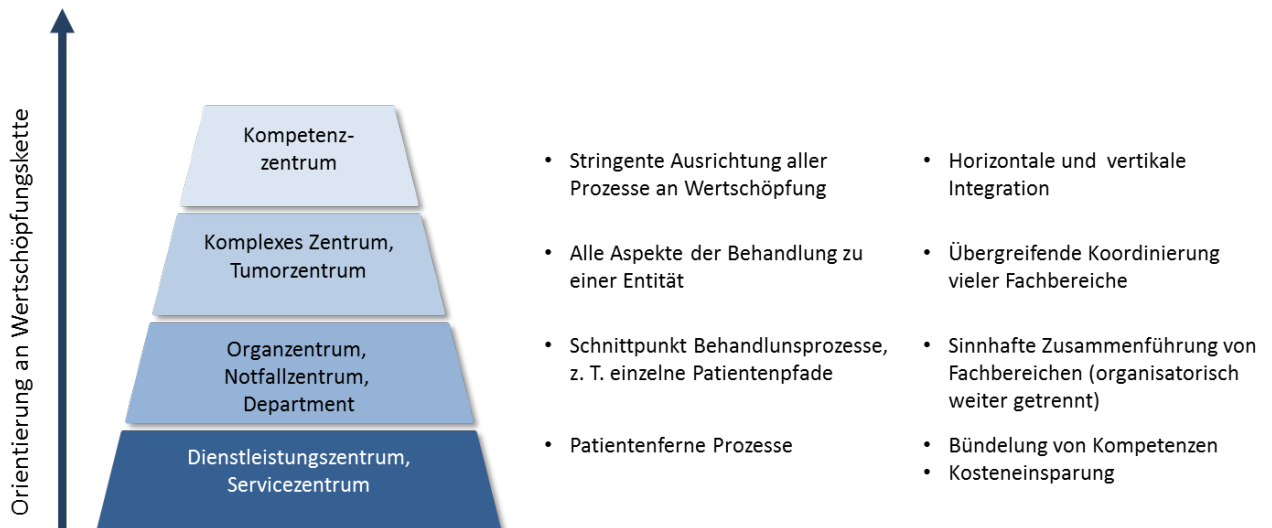 Orientierung an Wertschöpfungskette
Kompetenz-
zentrum
• Stringente Ausrichtung aller
Prozesse an Wertschöpfung
• Horizontale und vertikale
Integration
Komplexes Zentrum,
Tumorzentrum
• Alle Aspekte der Behandlung zu
einer Entität
• Übergreifende Koordinierung
vieler Fachbereiche
Organzentrum,
Notfallzentrum,
Department
• Schnittpunkt Behandlunsprozesse,
z. T. einzelne Patientenpfade
• Sinnhafte Zusammenführung von
Fachbereichen (organisatorisch
weiter getrennt)
Dienstleistungszentrum,
Servicezentrum
• Patientenferne Prozesse
• Bündelung von Kompetenzen
• Kosteneinsparung